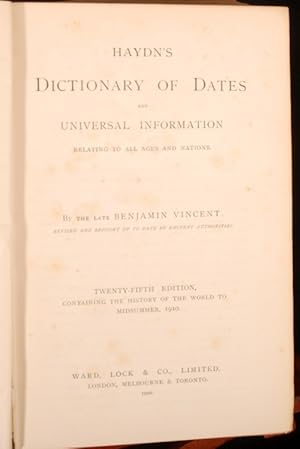 HAYDN'S
DICTIONARY OF DATES
AND
UNIVERSAL INFORMATION
RELATING TO ALL AGES AND NATIONS
By THE LATE BENJAMIN VINCENT
REVISED AND BROUGHT UP TO DATE BY EMINENT AUTHORITIES.
TWENTY-FIFTH EDITION,
CONTAINING THE HISTORY OF THE WORLD TO
MIDSUMMER, 1910.
WARD, LOCK & CO., LIMITED,
LONDON, MELBOURNE & TORONTO.
1910.